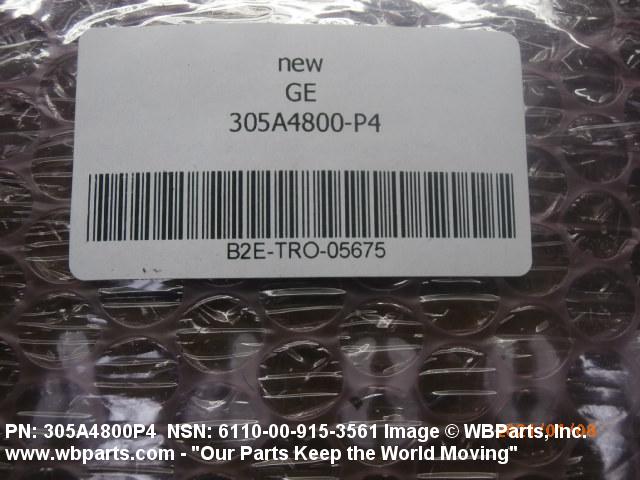 new
GE
305A4800-P4
B2E-TRO-05675
PN: 305A4800P4 NSN: 6110-00-915-3561 Image © WBParts, Inc.
www.wbparts.com - "Our Parts Keep the World Moving"